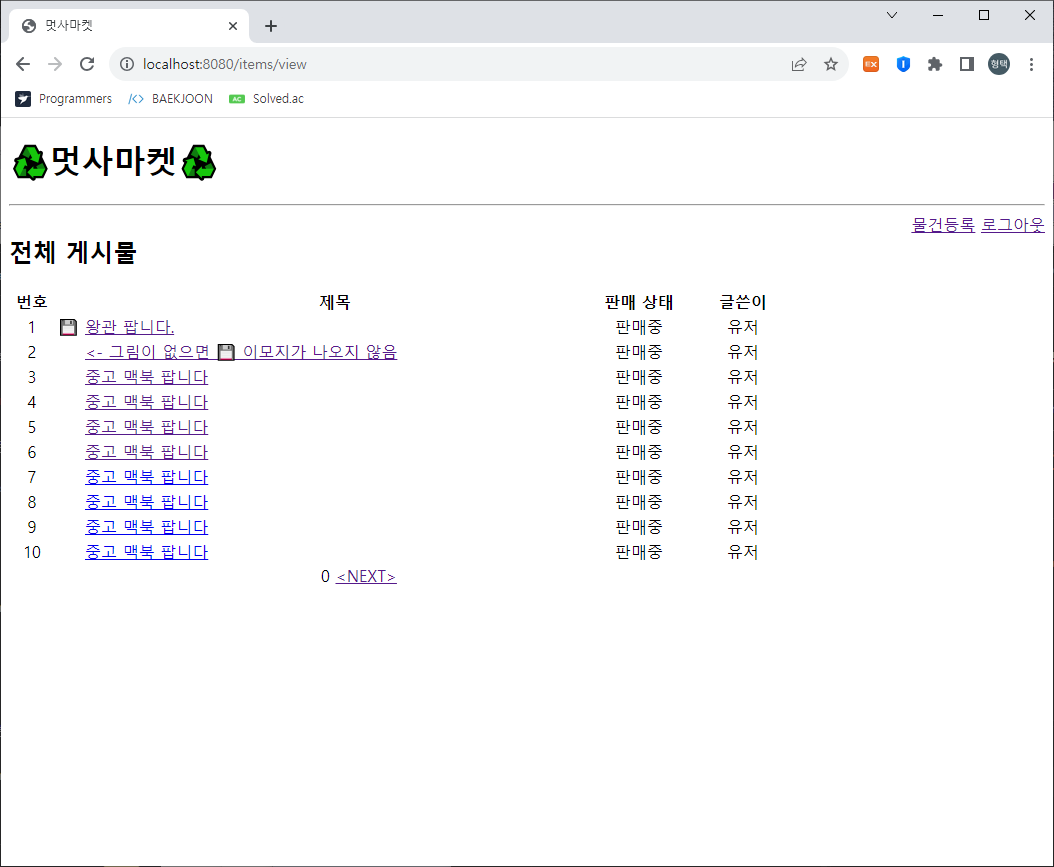 멋사마켓
localhost:8080/items/view
EX
형택
Programmers </> BAEKJOON AC Solved.ac
♻멋사마켓♻
물건등록 로그아웃
전체 게시물
번호 제목 판매 상태 글쓴이
1 💾 왕관 팝니다. 판매중 유저
2 <- 그림이 없으면 💾 이모지가 나오지 않음 판매중 유저
3 중고 맥북 팝니다 판매중 유저
4 중고 맥북 팝니다 판매중 유저
5 중고 맥북 팝니다 판매중 유저
6 중고 맥북 팝니다 판매중 유저
7 중고 맥북 팝니다 판매중 유저
8 중고 맥북 팝니다 판매중 유저
9 중고 맥북 팝니다 판매중 유저
10 중고 맥북 팝니다 판매중 유저
0 <NEXT>